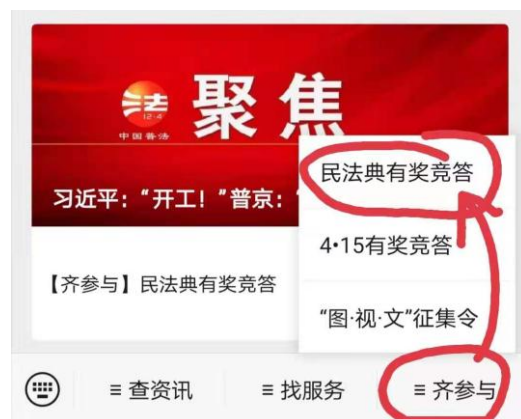 法
12·4
中国普法
聚焦
习近平：“开工！”普京：“
【齐参与】民法典有奖竞答
民法典有奖竞答
4·15有奖竞答
“图·视·文”征集令
≡ 查资讯
≡ 找服务
≡ 齐参与